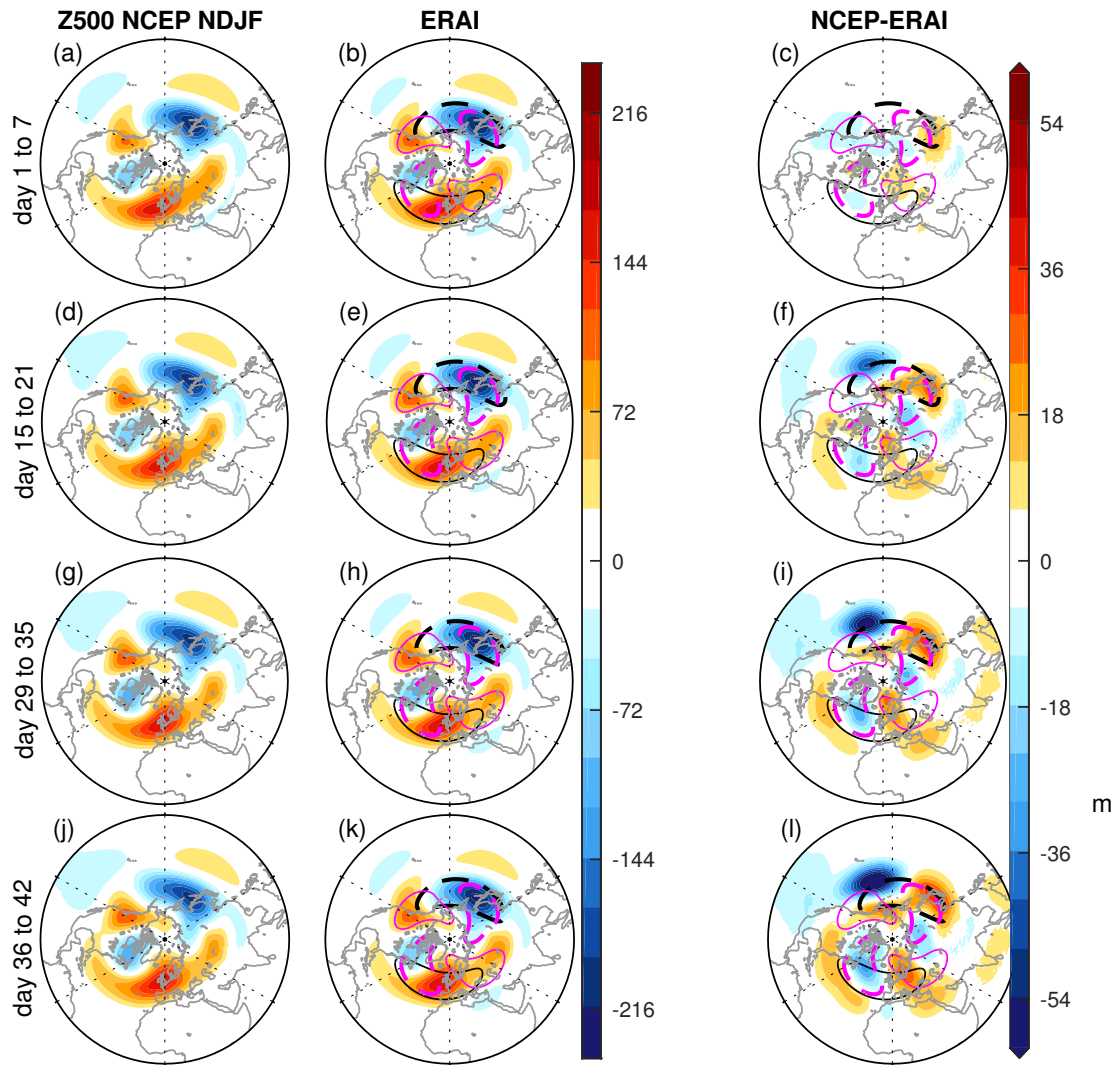 Z500 NCEP NDJF
ERAI
NCEP-ERAI
(a)
(b)
(c)
day 1 to 7
(d)
(e)
(f)
day 15 to 21
(g)
(h)
(i)
day 29 to 35
(j)
(k)
(l)
day 36 to 42
216
144
72
0
-72
-144
-216
54
36
18
0
-18
-36
-54
m